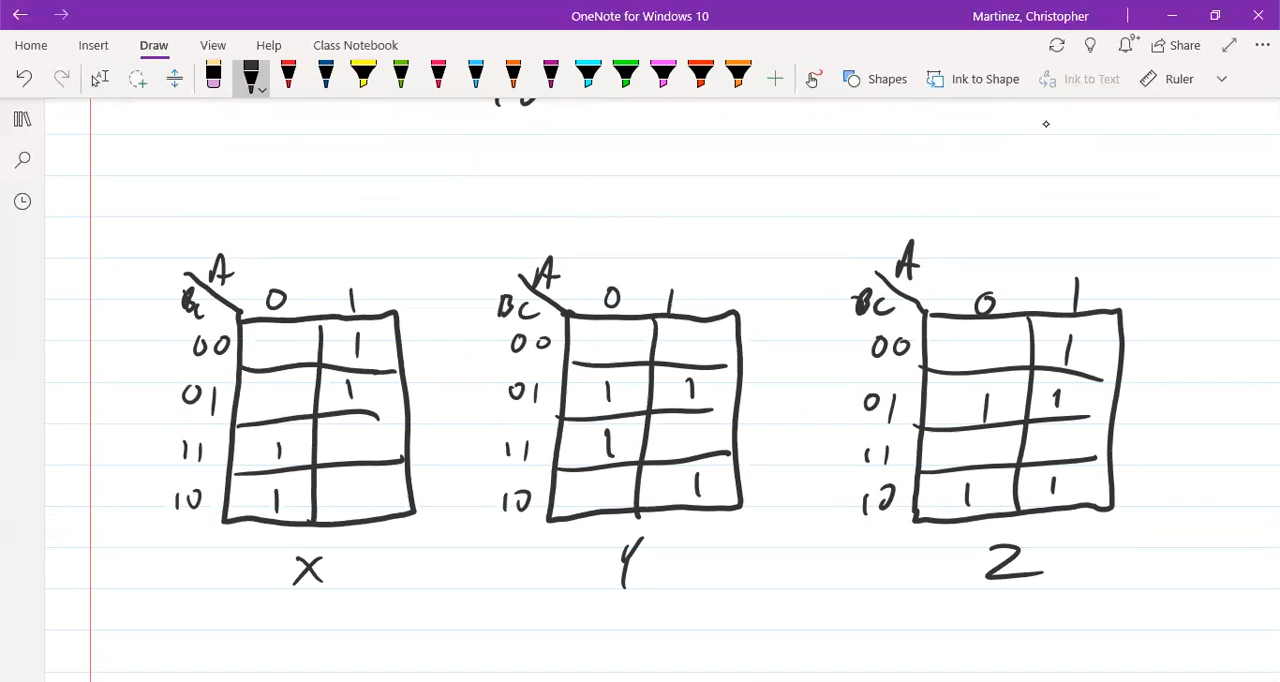 OneNote for Windows 10
Martinez, Christopher
Home Insert Draw View Help Class Notebook
Share
Shapes Ink to Shape Ink to Text Ruler
A
BC 0 1
00 1
01 1
11 1
10 1
X
A
BC 0 1
00
01 1 1
11 1
10 1
Y
A
BC 0 1
00 1
01 1 1
11
10 1 1
Z